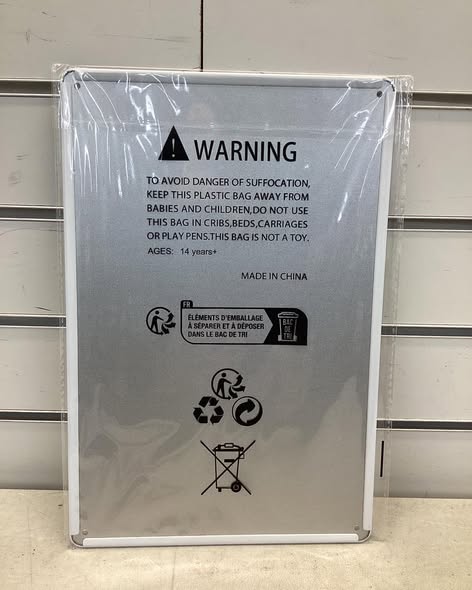 WARNING
TO AVOID DANGER OF SUFFOCATION,
KEEP THIS PLASTIC BAG AWAY FROM
BABIES AND CHILDREN,DO NOT USE
THIS BAG IN CRIBS,BEDS,CARRIAGES
OR PLAY PENS.THIS BAG IS NOT A TOY.
AGES: 14 years+
MADE IN CHINA
FR
ÉLÉMENTS D'EMBALLAGE
À SÉPARER ET À DÉPOSER
DANS LE BAC DE TRI
BAC
DE
TRI